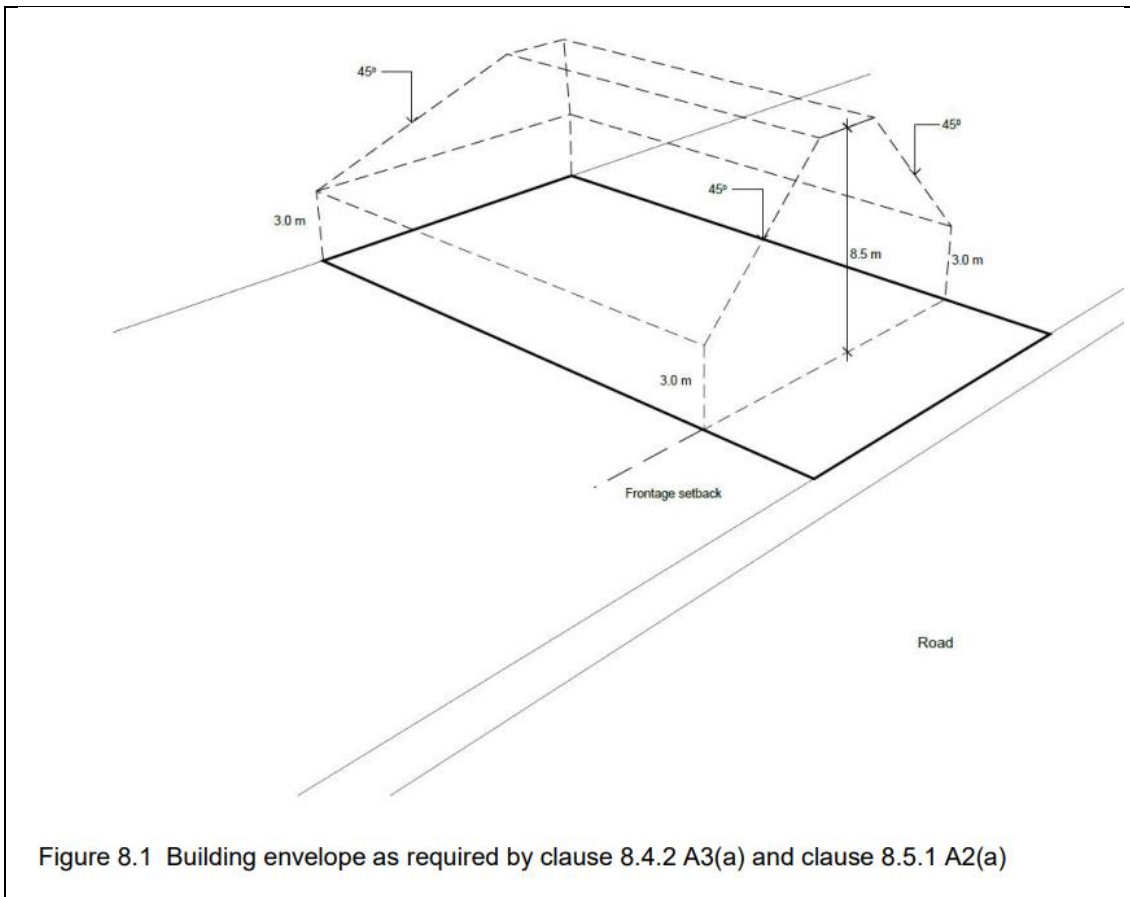 45º
45º
45º
3.0 m
8.5 m
3.0 m
3.0 m
Frontage setback
Road
Figure 8.1 Building envelope as required by clause 8.4.2 A3(a) and clause 8.5.1 A2(a)